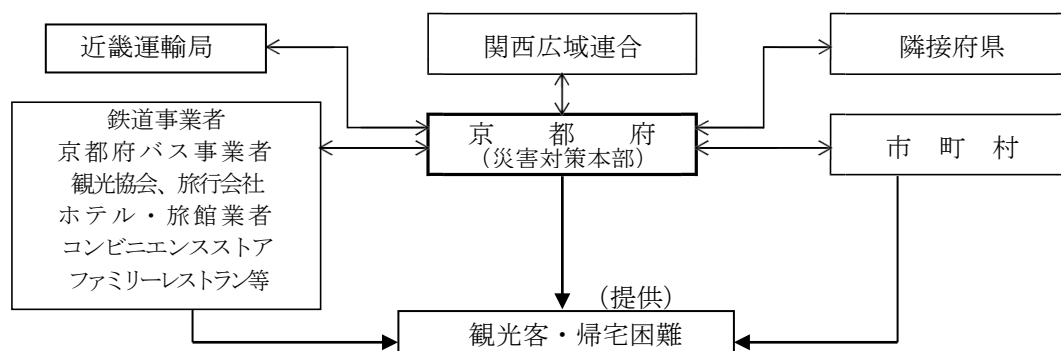 近畿運輸局
関西広域連合
隣接府県
鉄道事業者
京都府バス事業者
観光協会、旅行会社
ホテル・旅館業者
コンビニエンスストア
ファミリーレストラン等
京都府
(災害対策本部)
市町村
(提供)
観光客・帰宅困難